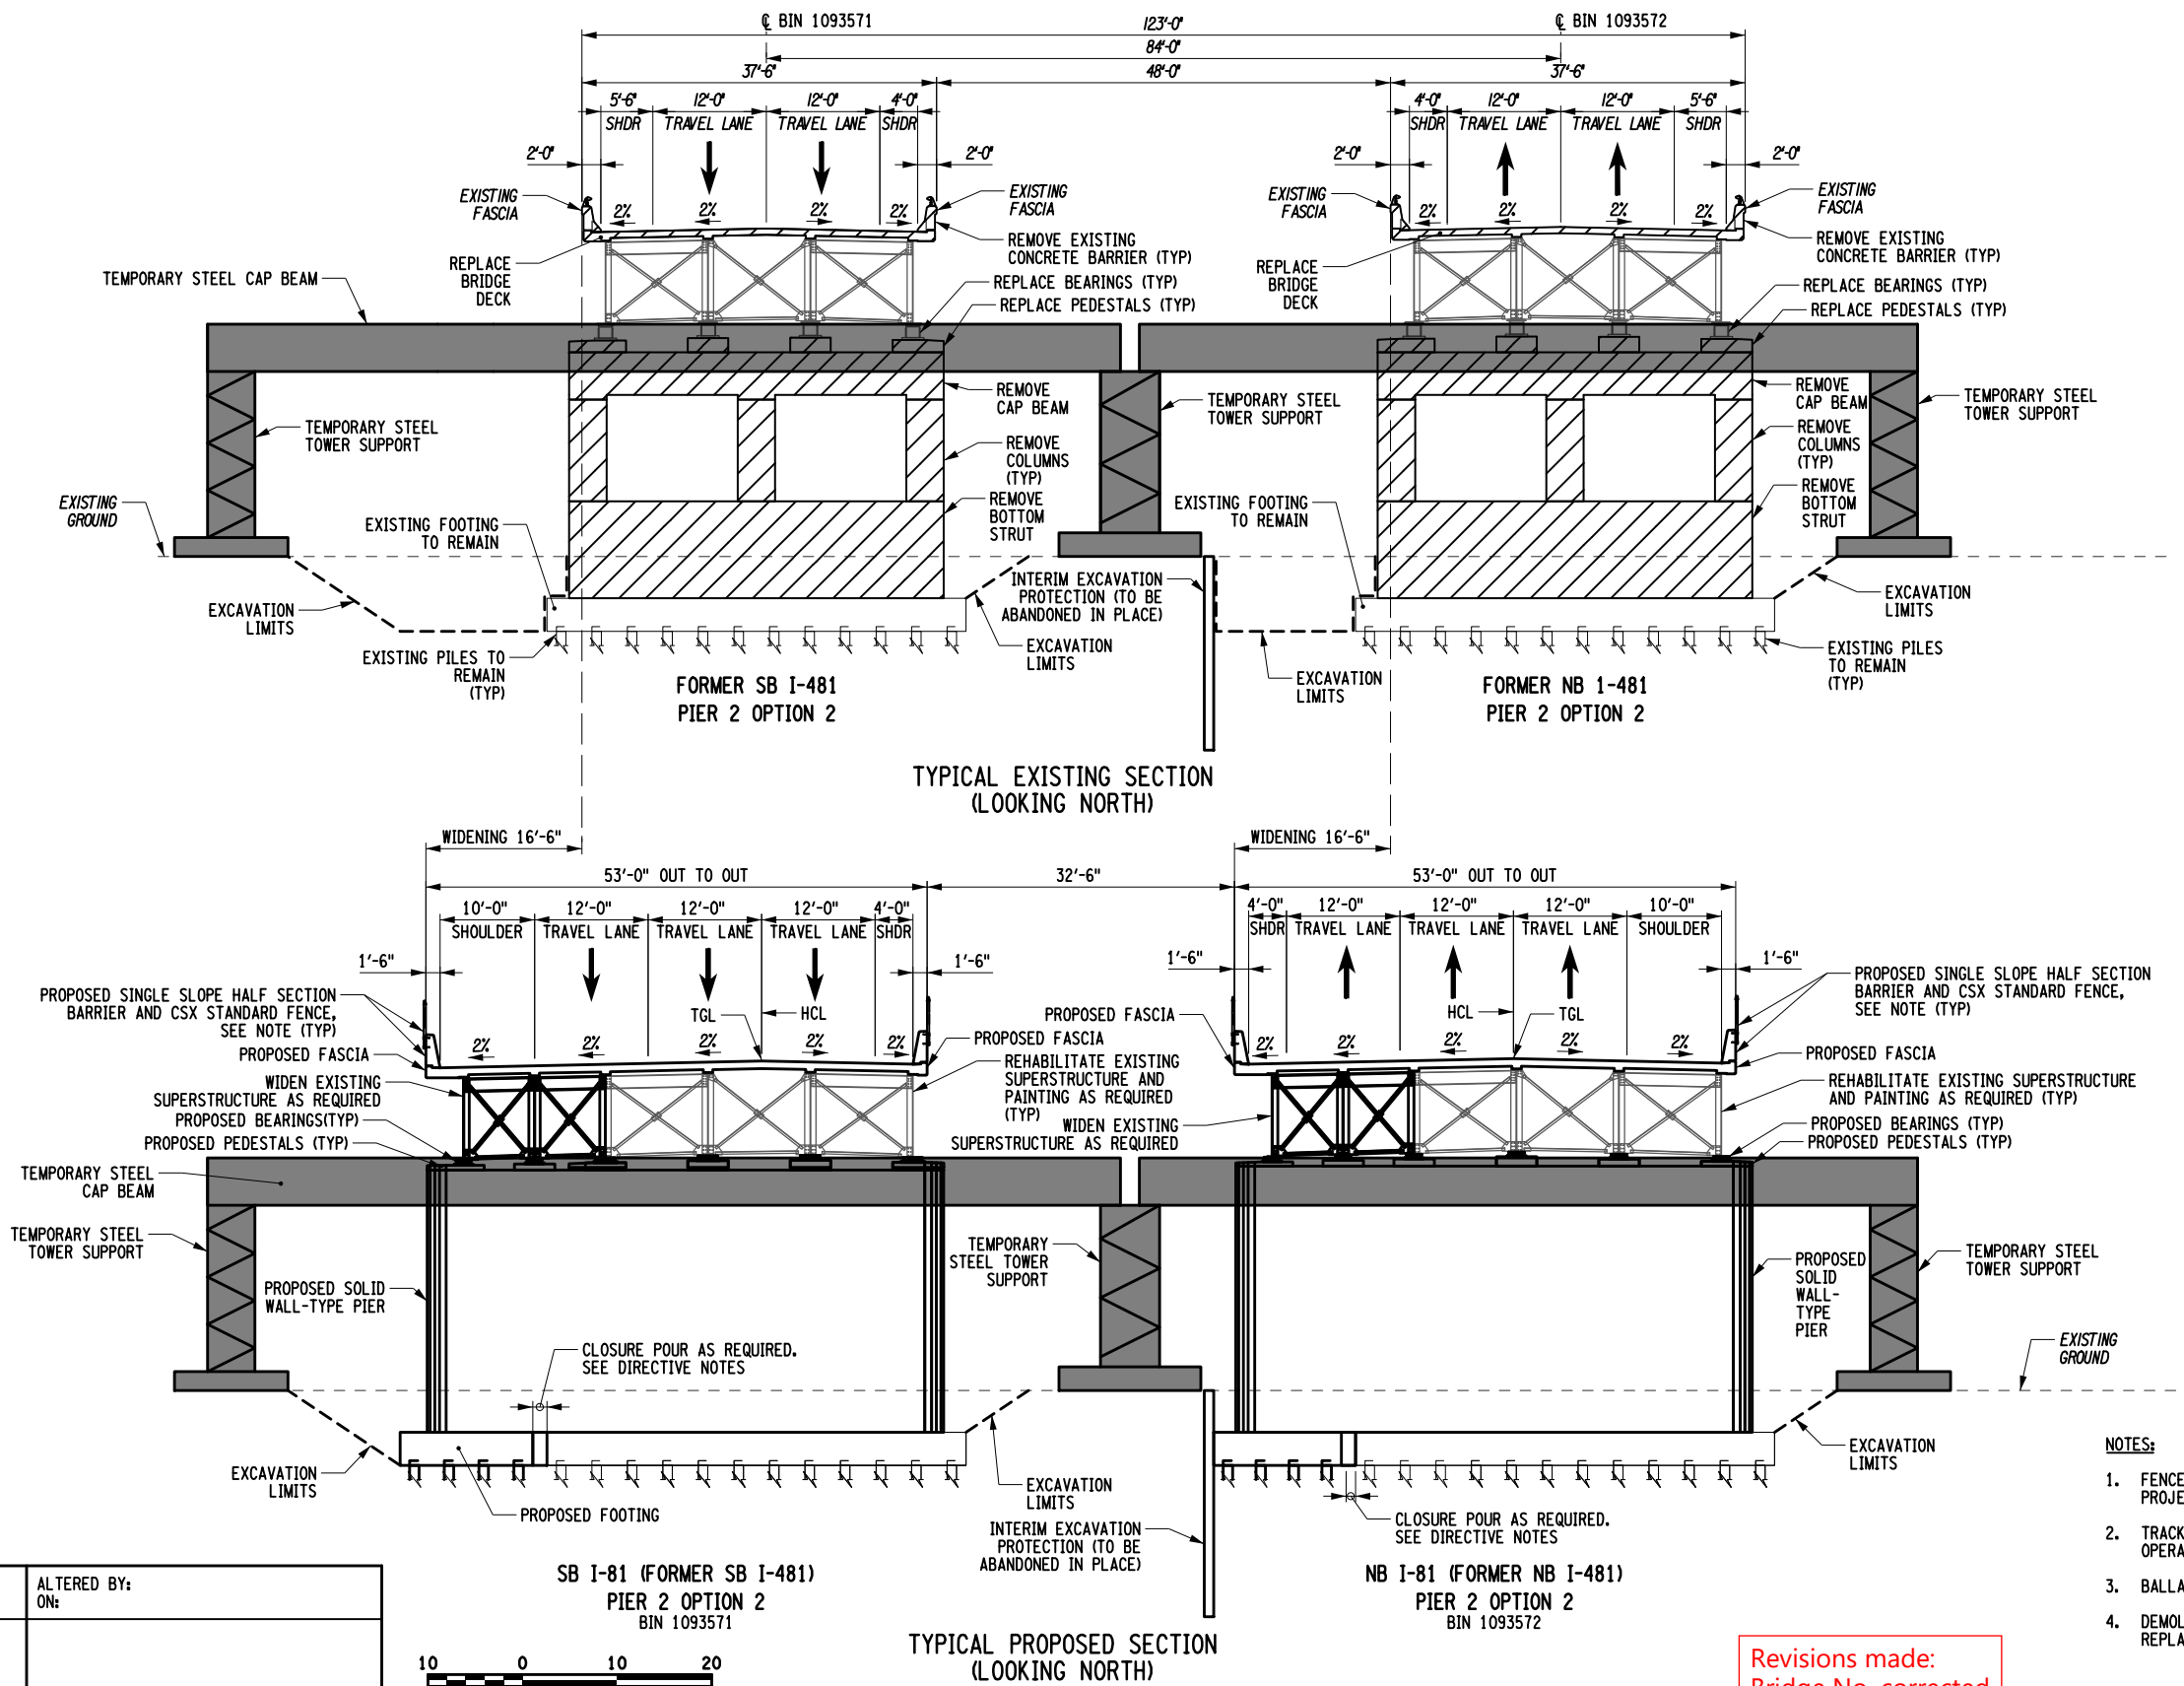 ℄ BIN 1093571
123'-0"
℄ BIN 1093572
84'-0"
37'-6"
48'-0"
37'-6"
5'-6"
12'-0"
12'-0"
4'-0"
SHDR
TRAVEL LANE
TRAVEL LANE
SHDR
4'-0"
12'-0"
12'-0"
5'-6"
SHDR
TRAVEL LANE
TRAVEL LANE
SHDR
2'-0"
2'-0"
2'-0"
2'-0"
EXISTING
FASCIA
EXISTING
FASCIA
EXISTING
FASCIA
EXISTING
FASCIA
2%
2%
2%
2%
2%
2%
2%
2%
REMOVE EXISTING
CONCRETE BARRIER (TYP)
REMOVE EXISTING
CONCRETE BARRIER (TYP)
REPLACE
BRIDGE
DECK
REPLACE
BRIDGE
DECK
TEMPORARY STEEL CAP BEAM
REPLACE BEARINGS (TYP)
REPLACE PEDESTALS (TYP)
REPLACE BEARINGS (TYP)
REPLACE PEDESTALS (TYP)
TEMPORARY STEEL
TOWER SUPPORT
REMOVE
CAP BEAM
REMOVE
COLUMNS
(TYP)
REMOVE
BOTTOM
STRUT
TEMPORARY STEEL
TOWER SUPPORT
REMOVE
CAP BEAM
REMOVE
COLUMNS
(TYP)
REMOVE
BOTTOM
STRUT
TEMPORARY STEEL
TOWER SUPPORT
EXISTING
GROUND
EXISTING FOOTING
TO REMAIN
EXISTING FOOTING
TO REMAIN
EXCAVATION
LIMITS
INTERIM EXCAVATION
PROTECTION (TO BE
ABANDONED IN PLACE)
EXCAVATION
LIMITS
EXCAVATION
LIMITS
EXISTING PILES TO
REMAIN
(TYP)
EXCAVATION
LIMITS
EXISTING PILES
TO REMAIN
(TYP)
FORMER SB I-481
PIER 2 OPTION 2
FORMER NB 1-481
PIER 2 OPTION 2
TYPICAL EXISTING SECTION
(LOOKING NORTH)
WIDENING 16'-6"
WIDENING 16'-6"
53'-0" OUT TO OUT
32'-6"
53'-0" OUT TO OUT
10'-0"
12'-0"
12'-0"
12'-0"
4'-0"
SHOULDER
TRAVEL LANE
TRAVEL LANE
TRAVEL LANE
SHDR
4'-0"
12'-0"
12'-0"
12'-0"
10'-0"
SHDR
TRAVEL LANE
TRAVEL LANE
TRAVEL LANE
SHOULDER
1'-6"
1'-6"
1'-6"
1'-6"
PROPOSED SINGLE SLOPE HALF SECTION
BARRIER AND CSX STANDARD FENCE,
SEE NOTE (TYP)
PROPOSED SINGLE SLOPE HALF SECTION
BARRIER AND CSX STANDARD FENCE,
SEE NOTE (TYP)
TGL
HCL
HCL
TGL
2%
2%
2%
2%
2%
2%
2%
2%
2%
2%
PROPOSED FASCIA
PROPOSED FASCIA
PROPOSED FASCIA
PROPOSED FASCIA
WIDEN EXISTING
SUPERSTRUCTURE AS REQUIRED
PROPOSED BEARINGS(TYP)
PROPOSED PEDESTALS (TYP)
REHABILITATE EXISTING
SUPERSTRUCTURE AND
PAINTING AS REQUIRED
(TYP)
WIDEN EXISTING
SUPERSTRUCTURE AS REQUIRED
REHABILITATE EXISTING SUPERSTRUCTURE
AND PAINTING AS REQUIRED (TYP)
PROPOSED BEARINGS (TYP)
PROPOSED PEDESTALS (TYP)
TEMPORARY STEEL
CAP BEAM
TEMPORARY STEEL
TOWER SUPPORT
PROPOSED SOLID
WALL-TYPE PIER
TEMPORARY
STEEL TOWER
SUPPORT
PROPOSED
SOLID
WALL-
TYPE
PIER
TEMPORARY STEEL
TOWER SUPPORT
CLOSURE POUR AS REQUIRED.
SEE DIRECTIVE NOTES
EXISTING
GROUND
EXCAVATION
LIMITS
PROPOSED FOOTING
EXCAVATION
LIMITS
INTERIM EXCAVATION
PROTECTION (TO BE
ABANDONED IN PLACE)
CLOSURE POUR AS REQUIRED.
SEE DIRECTIVE NOTES
EXCAVATION
LIMITS
NOTES:
1. FENCE
PROJE
2. TRACK
OPERA
3. BALLA
4. DEMOL
REPLA
SB I-81 (FORMER SB I-481)
PIER 2 OPTION 2
BIN 1093571
NB I-81 (FORMER NB I-481)
PIER 2 OPTION 2
BIN 1093572
TYPICAL PROPOSED SECTION
(LOOKING NORTH)
ALTERED BY:
ON:
10 0 10 20
Revisions made:
Bridge No. corrected